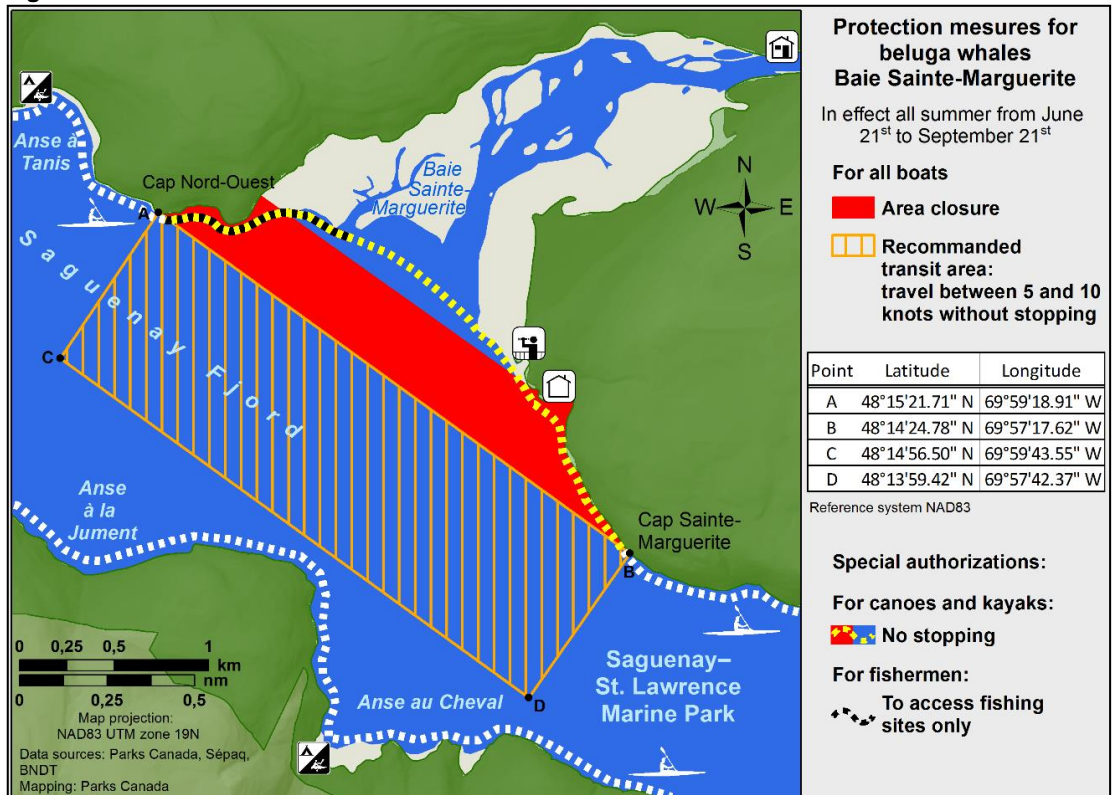 Anse à
Tanis
Cap Nord-Ouest
A
Baie
Sainte-
Marguerite
N
W E
S
Saguenay Fjord
C
Anse
à la
Jument
Cap Sainte-
Marguerite
B
0 0,25 0,5 1
km
nm
0 0,25 0,5
Map projection:
NAD83 UTM zone 19N
Data sources: Parks Canada, Sépaq,
BNDT
Mapping: Parks Canada
Anse au Cheval
D
Saguenay–
St. Lawrence
Marine Park
Protection mesures for
beluga whales
Baie Sainte-Marguerite
In effect all summer from June
21st to September 21st
For all boats
Area closure
Recommanded
transit area:
travel between 5 and 10
knots without stopping
Point Latitude Longitude
A 48°15'21.71" N 69°59'18.91" W
B 48°14'24.78" N 69°57'17.62" W
C 48°14'56.50" N 69°59'43.55" W
D 48°13'59.42" N 69°57'42.37" W
Reference system NAD83
Special authorizations:
For canoes and kayaks:
No stopping
For fishermen:
To access fishing
sites only